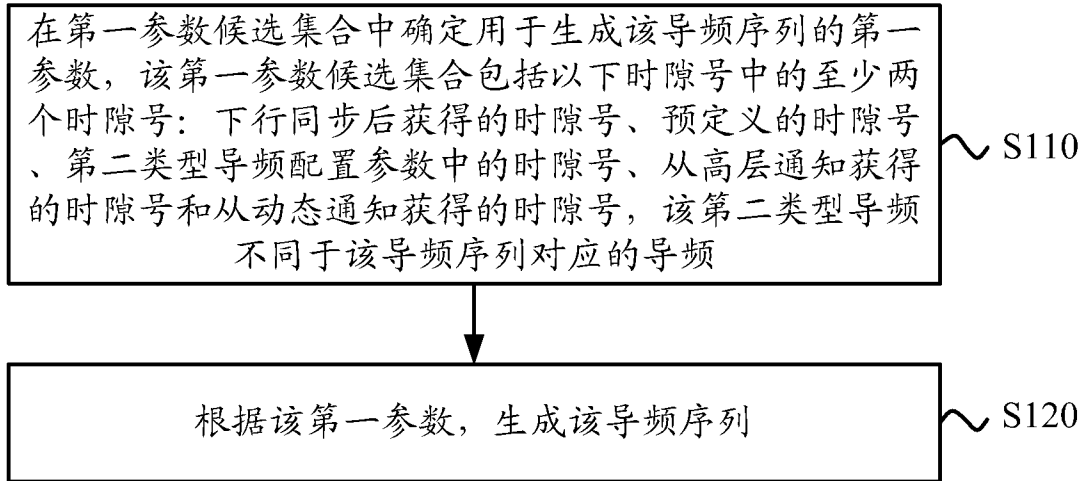 在第一参数候选集合中确定用于生成该导频序列的第一
参数，该第一参数候选集合包括以下时隙号中的至少两
个时隙号：下行同步后获得的时隙号、预定义的时隙号
、第二类型导频配置参数中的时隙号、从高层通知获得
的时隙号和从动态通知获得的时隙号，该第二类型导频
不同于该导频序列对应的导频
S110
根据该第一参数，生成该导频序列
S120